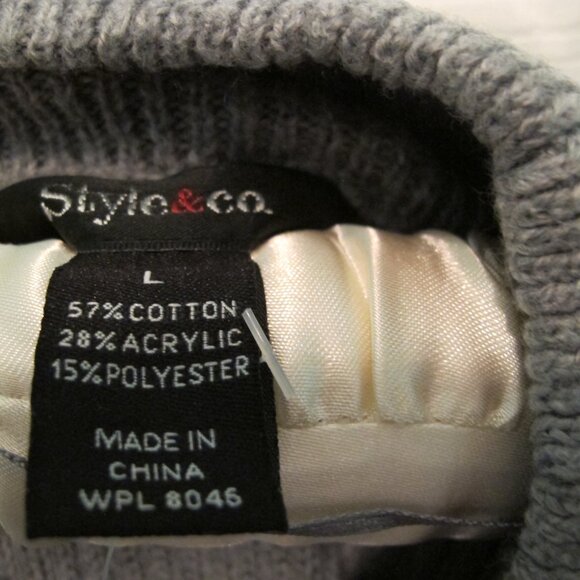 Style&co.
L
57% COTTON
28% ACRYLIC
15% POLYESTER
MADE IN
CHINA
WPL 8046